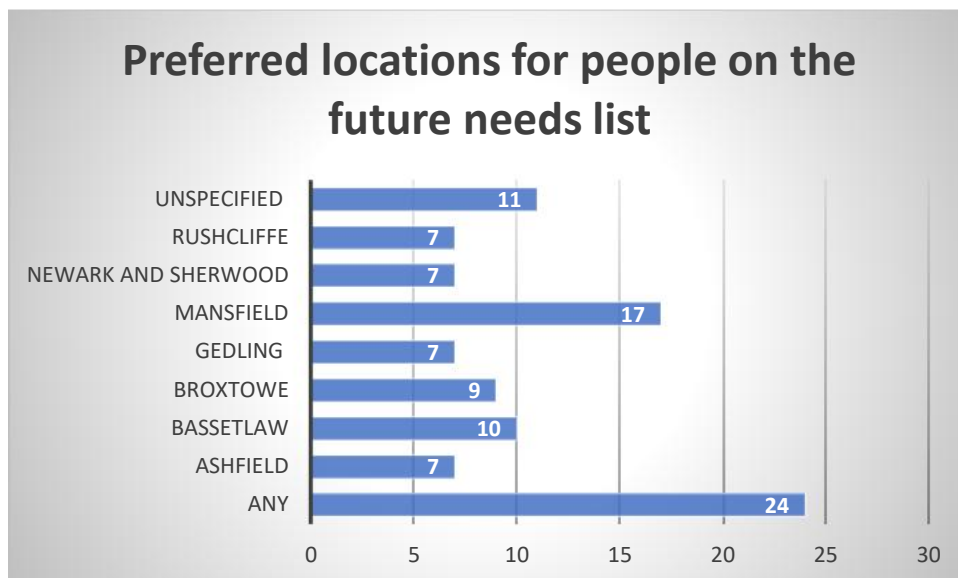 Preferred locations for people on the
future needs list
UNSPECIFIED 11
RUSHCLIFFE 7
NEWARK AND SHERWOOD 7
MANSFIELD 17
GEDLING 7
BROXTOWE 9
BASSETLAW 10
ASHFIELD 7
ANY 24
0 5 10 15 20 25 30